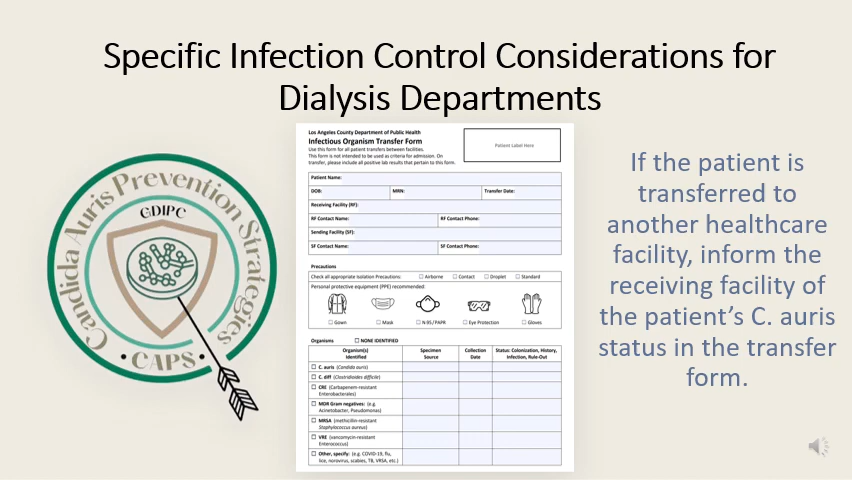 Specific Infection Control Considerations for
Dialysis Departments
Candida Auris Prevention Strategies
GDIPC
• CAPS •
Los Angeles County Department of Public Health
Infectious Organism Transfer Form
Use this form for all patient transfers between facilities.
This form is not intended to be used as criteria for admission. On
transfer, please include all positive lab results that pertain to this form.
Patient Label Here
Patient Name:
DOB: MRN: Transfer Date:
Receiving Facility (RF):
RF Contact Name: RF Contact Phone:
Sending Facility (SF):
SF Contact Name: SF Contact Phone:
Precautions
Check all appropriate Isolation Precautions: ☐ Airborne ☐ Contact ☐ Droplet ☐ Standard
Personal protective equipment (PPE) recommended:
☐ Gown ☐ Mask ☐ N-95/PAPR ☐ Eye Protection ☐ Gloves
Organisms ☐ NONE IDENTIFIED
Organism(s)
Identified
Specimen
Source
Collection
Date
Status: Colonization, History,
Infection, Rule-Out
☐ C. auris (Candida auris)
☐ C. diff (Clostridioides difficile)
☐ CRE (Carbapenem-resistant
Enterobacterales)
☐ MDR Gram negatives: (e.g.
Acinetobacter, Pseudomonas)
☐ MRSA (methicillin-resistant
Staphylococcus aureus)
☐ VRE (vancomycin-resistant
Enterococcus)
☐ Other, specify: (e.g. COVID-19, flu,
lice, norovirus, scabies, TB, VRSA, etc.)
If the patient is
transferred to
another healthcare
facility, inform the
receiving facility of
the patient’s C. auris
status in the transfer
form.